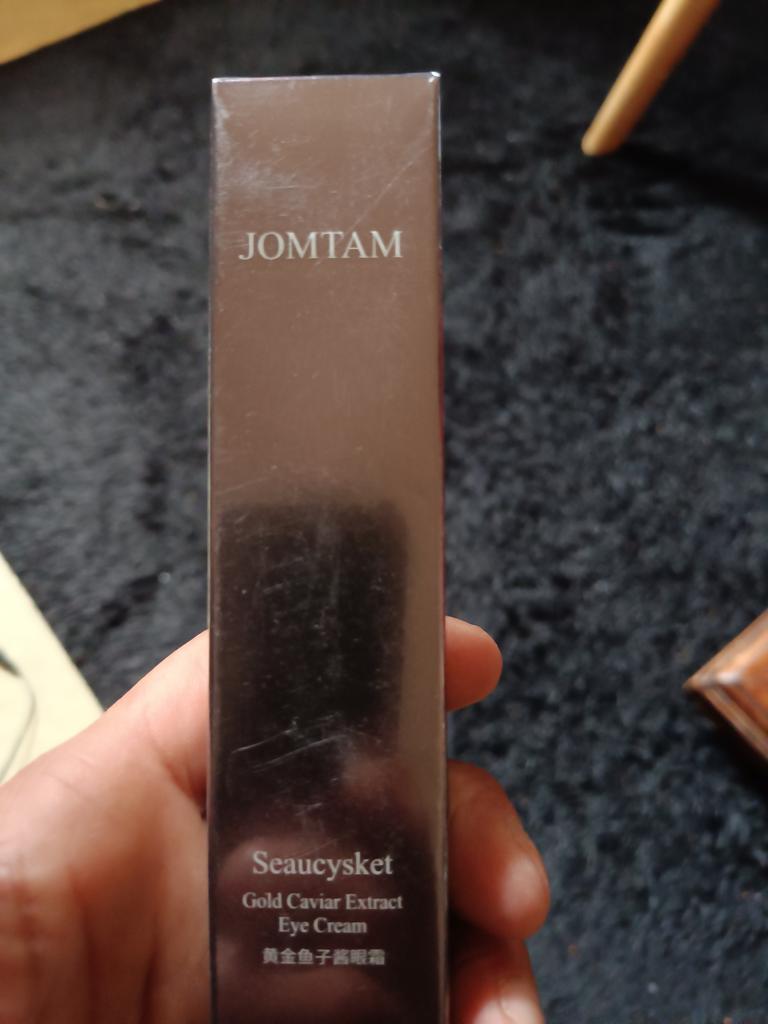 JOMTAM
Seaucysket
Gold Caviar Extract
Eye Cream
黄金鱼子酱眼霜